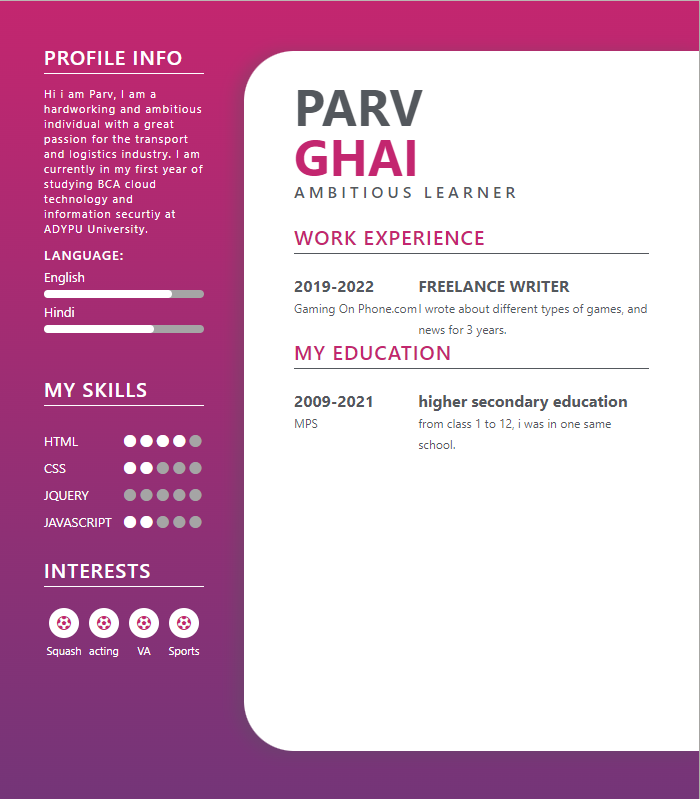 PROFILE INFO
Hi i am Parv, I am a
hardworking and ambitious
individual with a great
passion for the transport
and logistics industry. I am
currently in my first year of
studying BCA cloud
technology and
information securtiy at
ADYPU University.
LANGUAGE:
English
Hindi
MY SKILLS
HTML
CSS
JQUERY
JAVASCRIPT
INTERESTS
Squash acting VA Sports
PARV
GHAI
AMBITIOUS LEARNER
WORK EXPERIENCE
2019-2022 FREELANCE WRITER
Gaming On Phone.com I wrote about different types of games, and
news for 3 years.
MY EDUCATION
2009-2021 higher secondary education
MPS from class 1 to 12, i was in one same
school.